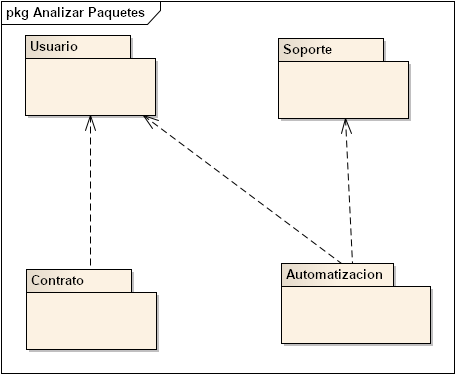 pkg Analizar Paquetes
Usuario
Soporte
Contrato
Automatizacion